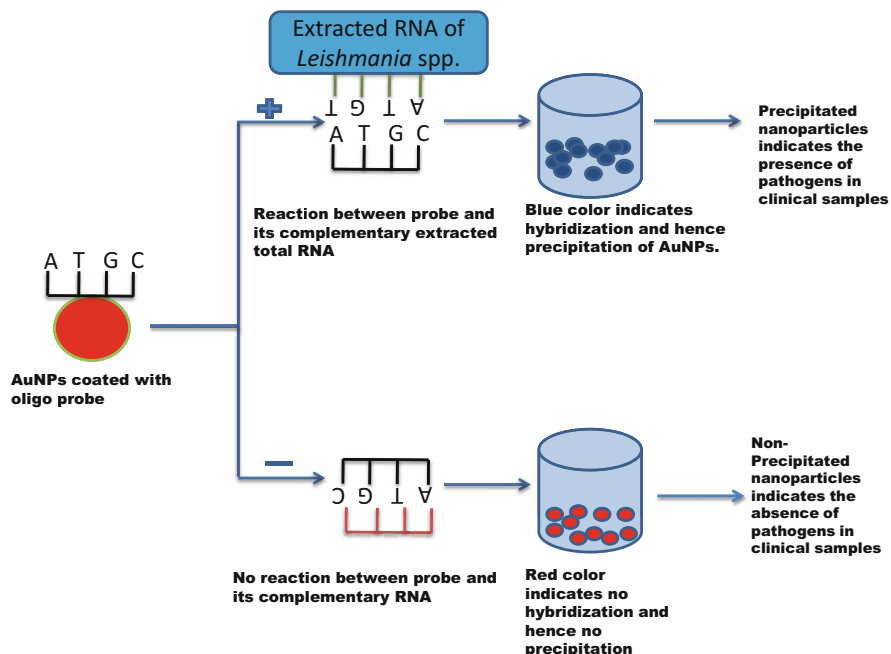 Extracted RNA of
Leishmania spp.
T G T A
A T G C
Reaction between probe and
its complementary extracted
total RNA
Blue color indicates
hybridization and hence
precipitation of AuNPs.
Precipitated
nanoparticles
indicates the
presence of
pathogens in
clinical samples
A T G C
AuNPs coated with
oligo probe
C G T A
No reaction between probe and
its complementary RNA
Red color
indicates no
hybridization and
hence no
precipitation
Non-
Precipitated
nanoparticles
indicates the
absence of
pathogens in
clinical samples